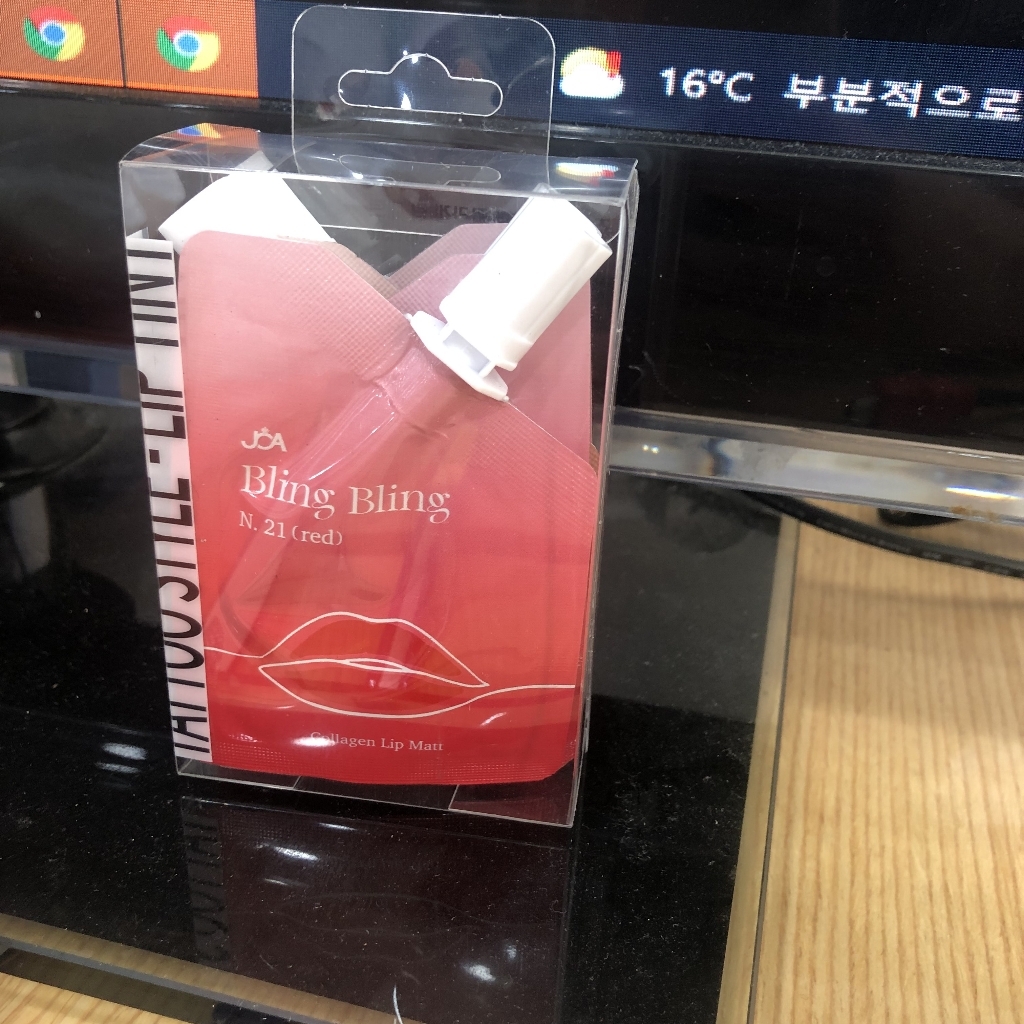 16°C 부분적으로
TATTOO STYLE-LIP TINT
JOA
Bling Bling
N. 21 (red)
Collagen Lip Matt